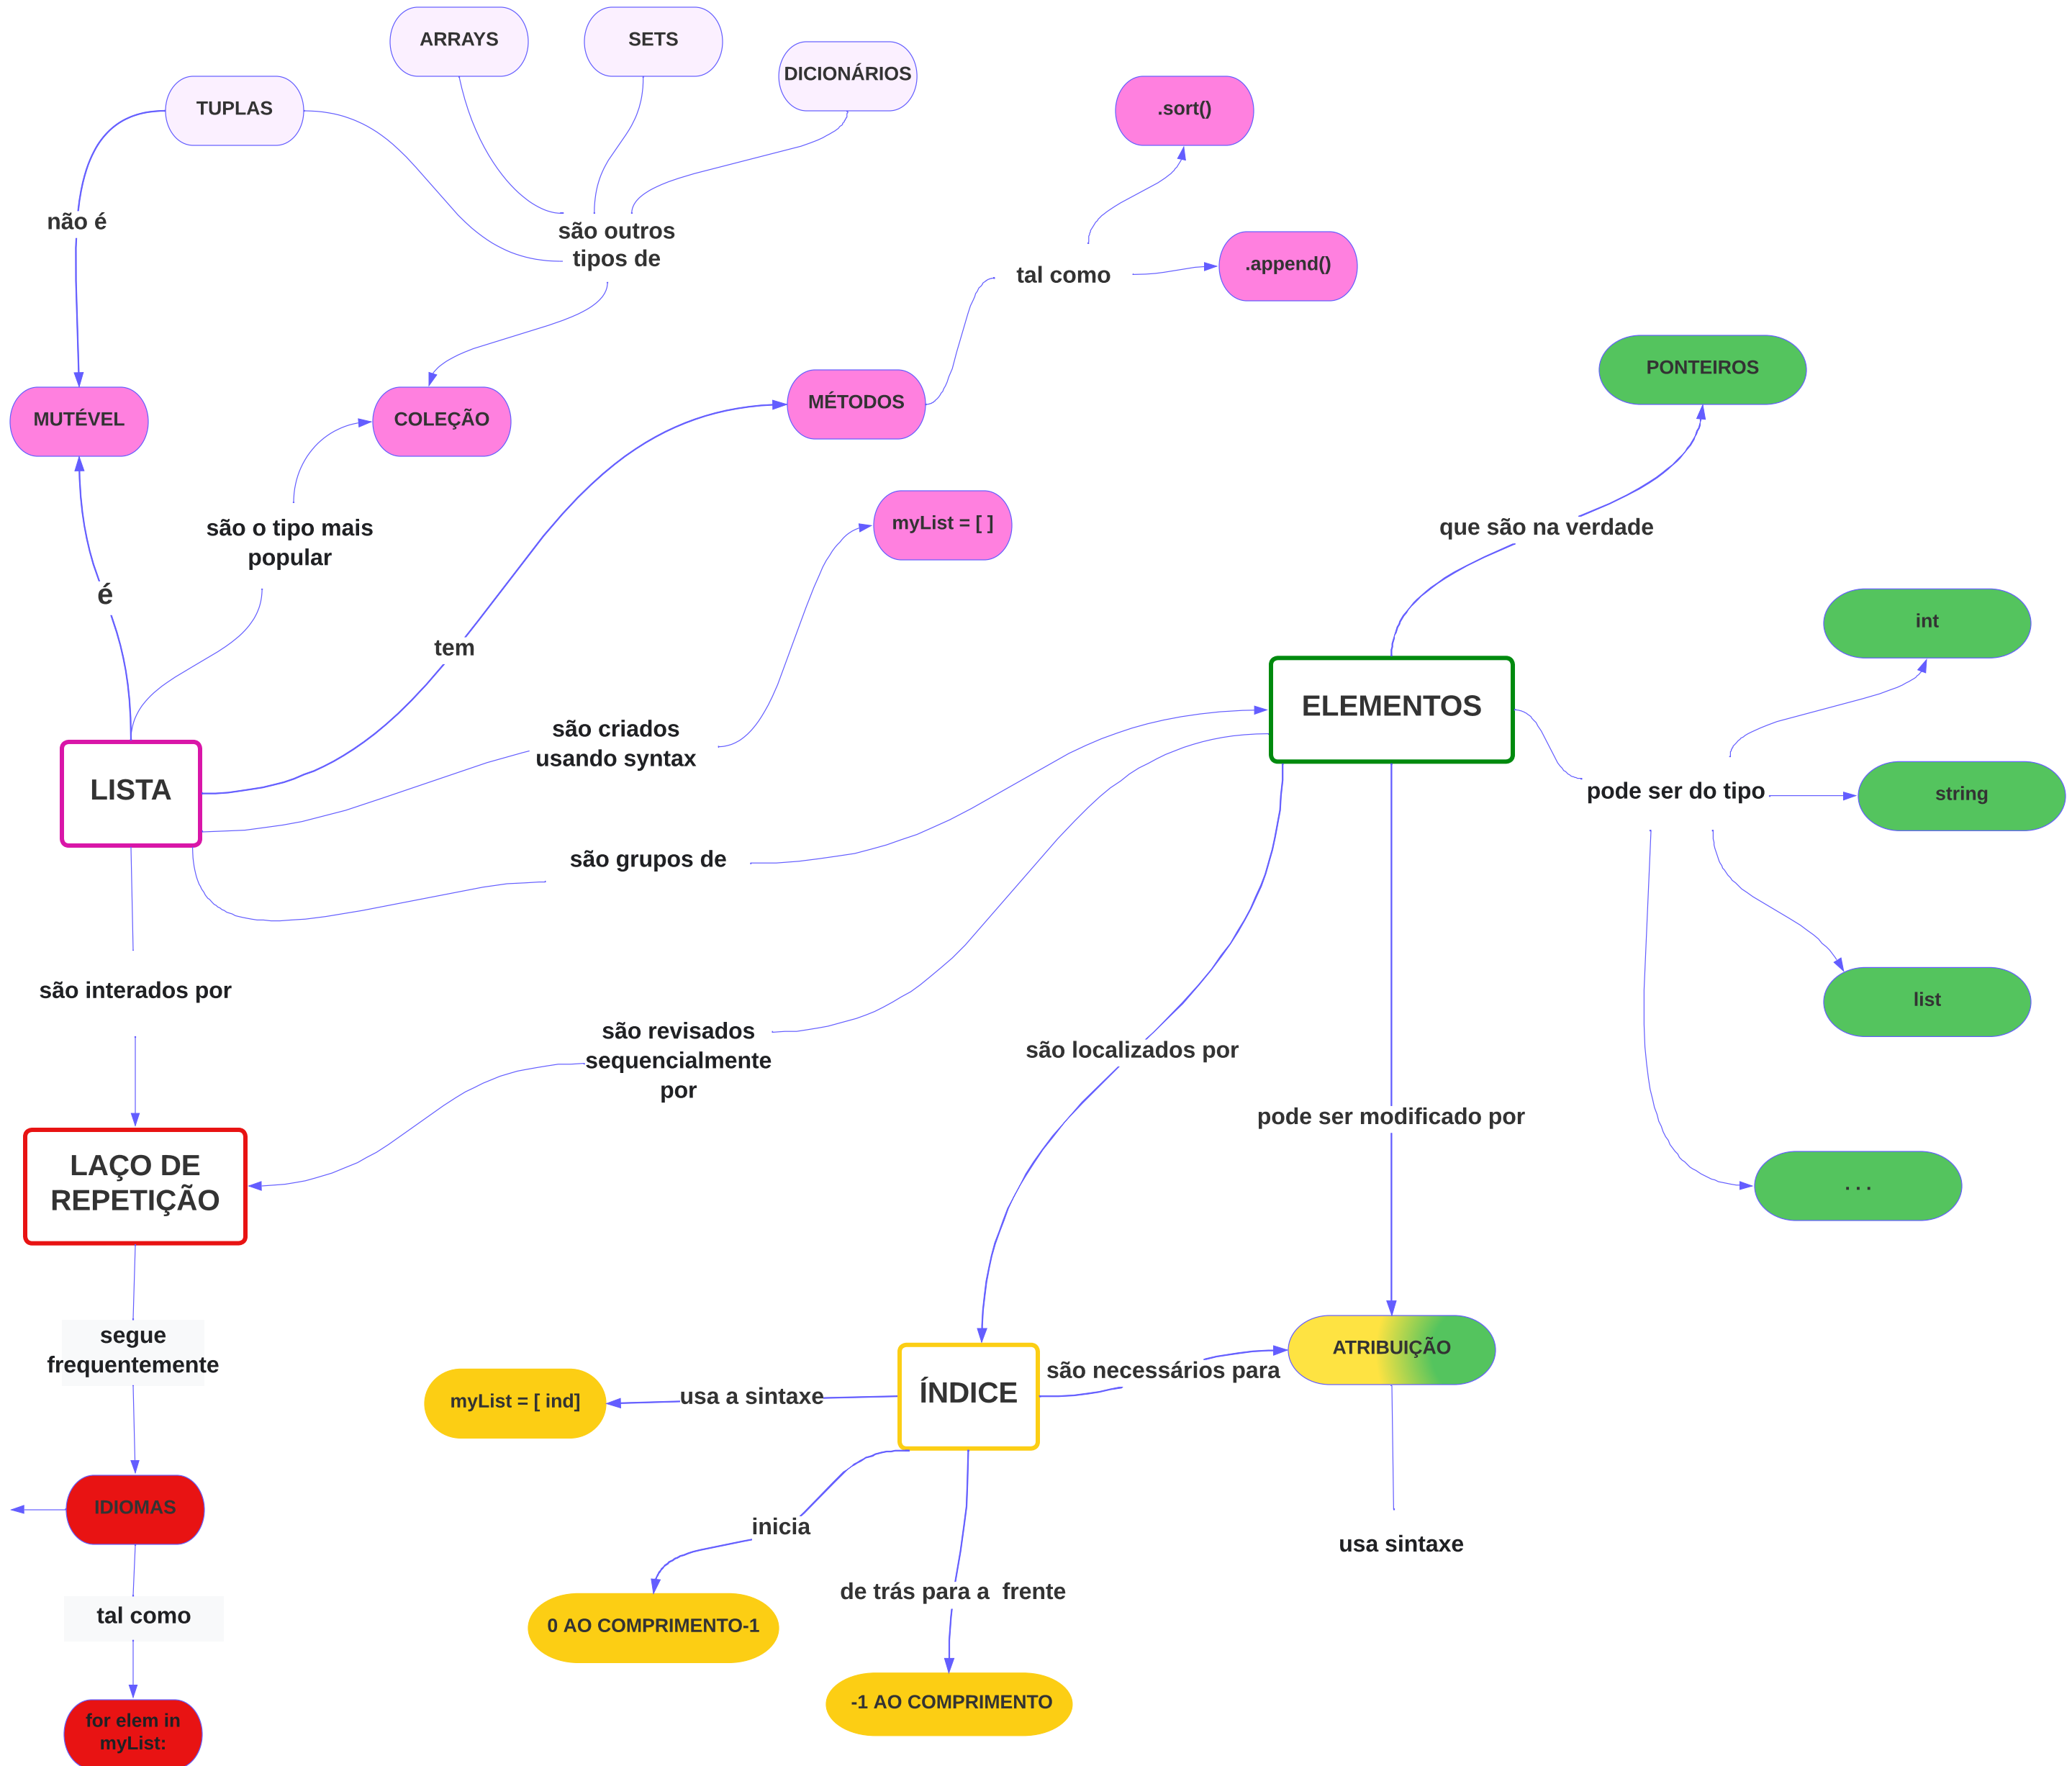 ARRAYS
SETS
DICIONÁRIOS
TUPLAS
.sort()
não é
são outros
tipos de
tal como
.append()
PONTEIROS
MUTÉVEL
COLEÇÃO
MÉTODOS
são o tipo mais
popular
myList = [ ]
que são na verdade
é
tem
int
ELEMENTOS
são criados
usando syntax
LISTA
pode ser do tipo
string
são grupos de
são interados por
list
são revisados
sequencialmente
por
são localizados por
pode ser modificado por
LAÇO DE
REPETIÇÃO
. . .
segue
frequentemente
ATRIBUIÇÃO
são necessários para
ÍNDICE
usa a sintaxe
myList = [ ind]
IDIOMAS
inicia
usa sintaxe
de trás para a  frente
tal como
0 AO COMPRIMENTO-1
-1 AO COMPRIMENTO
for elem in
myList: